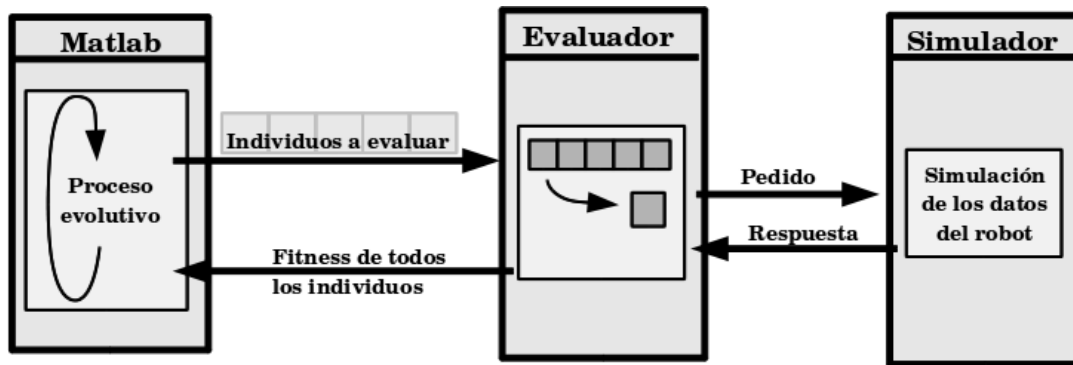 Matlab
Evaluador
Simulador
Individuos a evaluar
Proceso
evolutivo
Pedido
Simulación
de los datos
del robot
Respuesta
Fitness de todos
los individuos